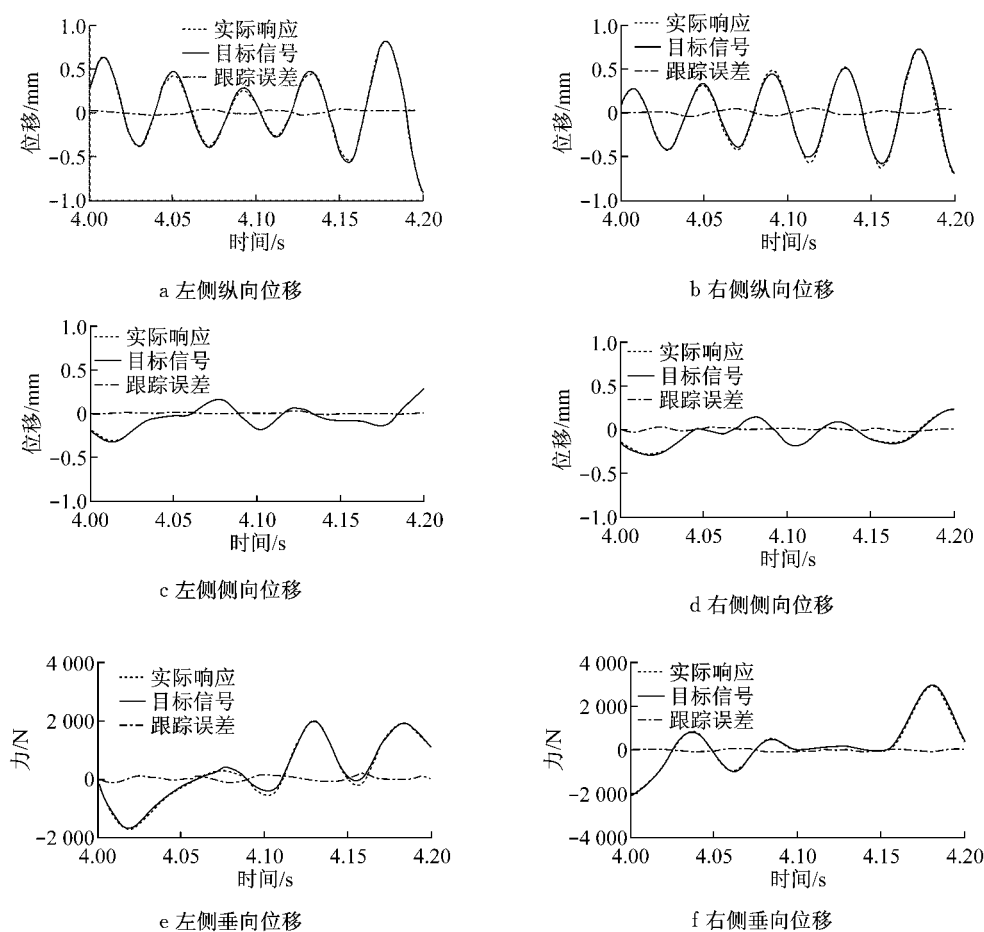 1.0
0.5
0
−0.5
−1.0
位移/mm
实际响应
目标信号
跟踪误差
4.00 4.05 4.10 4.15 4.20
时间/s
a 左侧纵向位移
1.0
0.5
0
−0.5
−1.0
位移/mm
实际响应
目标信号
跟踪误差
4.00 4.05 4.10 4.15 4.20
时间/s
b 右侧纵向位移
1.0
0.5
0
−0.5
−1.0
位移/mm
实际响应
目标信号
跟踪误差
4.00 4.05 4.10 4.15 4.20
时间/s
c 左侧侧向位移
1.0
0.5
0
−0.5
−1.0
位移/mm
实际响应
目标信号
跟踪误差
4.00 4.05 4.10 4.15 4.20
时间/s
d 右侧侧向位移
4 000
2 000
0
−2 000
力/N
实际响应
目标信号
跟踪误差
4.00 4.05 4.10 4.15 4.20
时间/s
e 左侧垂向位移
4 000
2 000
0
−2 000
−4 000
力/N
实际响应
目标信号
跟踪误差
4.00 4.05 4.10 4.15 4.20
时间/s
f 右侧垂向位移